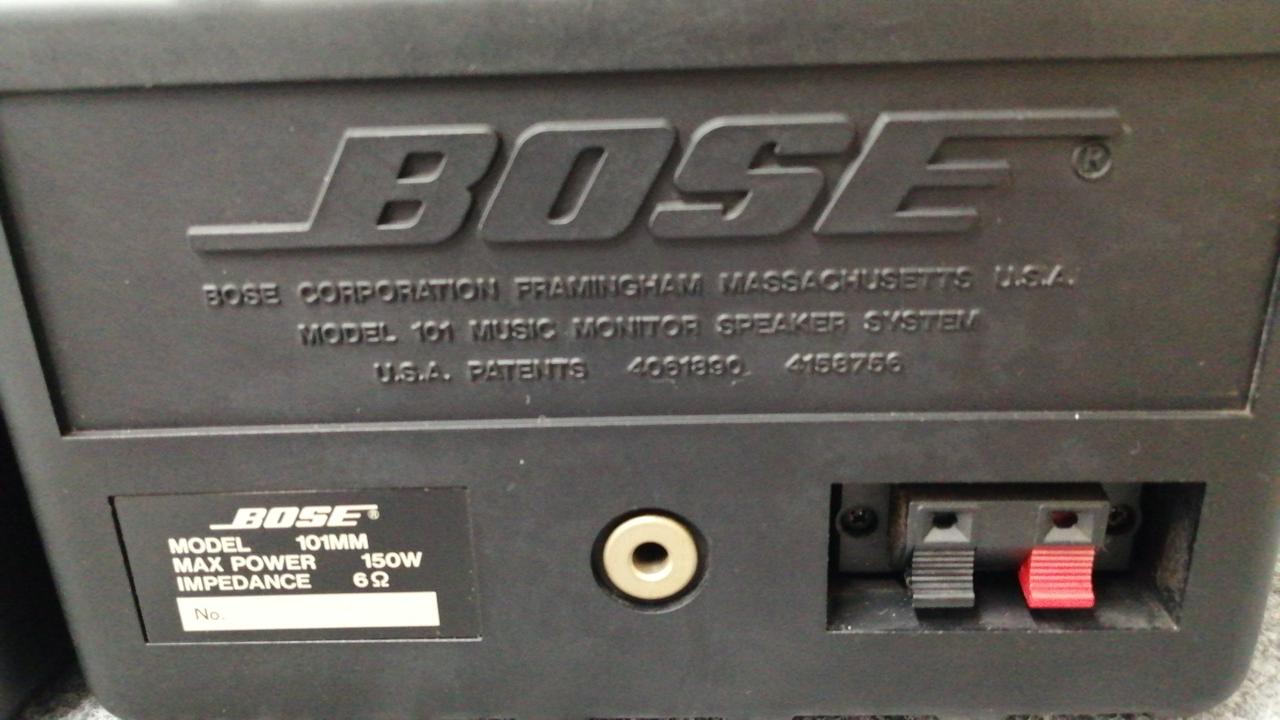 BOSE®
BOSE CORPORATION FRAMINGHAM MASSACHUSETTS U.S.A.
MODEL 101 MUSIC MONITOR SPEAKER SYSTEM
U.S.A. PATENTS 4061890 4158756
BOSE®
MODEL 101MM
MAX POWER 150W
IMPEDANCE 6Ω
No.